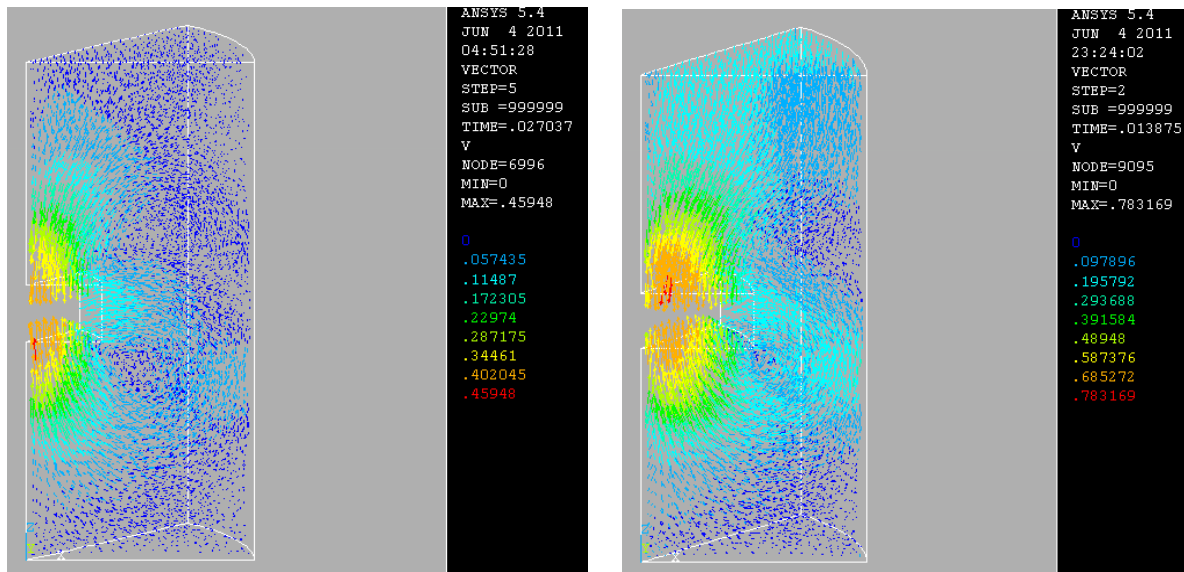 ANSYS 5.4
JUN 4 2011
04:51:28
VECTOR
STEP=5
SUB =999999
TIME=.027037
V
NODE=6996
MIN=0
MAX=.45948
0
.057435
.11487
.172305
.22974
.287175
.34461
.402045
.45948
Z
X
ANSYS 5.4
JUN 4 2011
23:24:02
VECTOR
STEP=2
SUB =999999
TIME=.013875
V
NODE=9095
MIN=0
MAX=.783169
0
.097896
.195792
.293688
.391584
.48948
.587376
.685272
.783169
Z
X